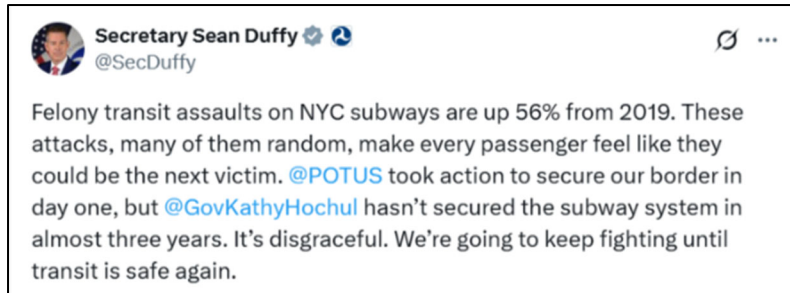 Secretary Sean Duffy
@SecDuffy
Felony transit assaults on NYC subways are up 56% from 2019. These
attacks, many of them random, make every passenger feel like they
could be the next victim. @POTUS took action to secure our border in
day one, but @GovKathyHochul hasn’t secured the subway system in
almost three years. It’s disgraceful. We’re going to keep fighting until
transit is safe again.